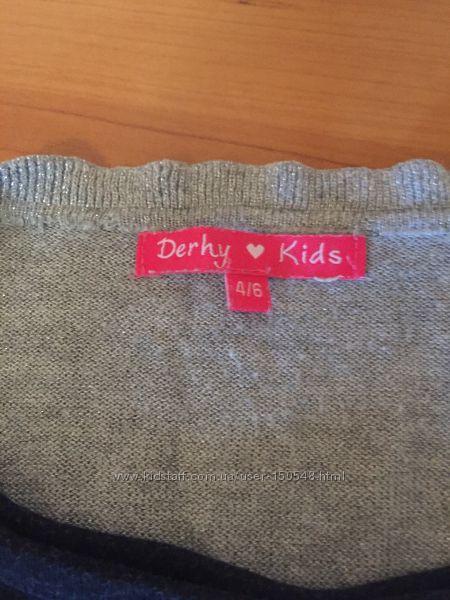 Derhy ♥ Kids
4/6
www.kidstaff.com.ua/user-150548.html